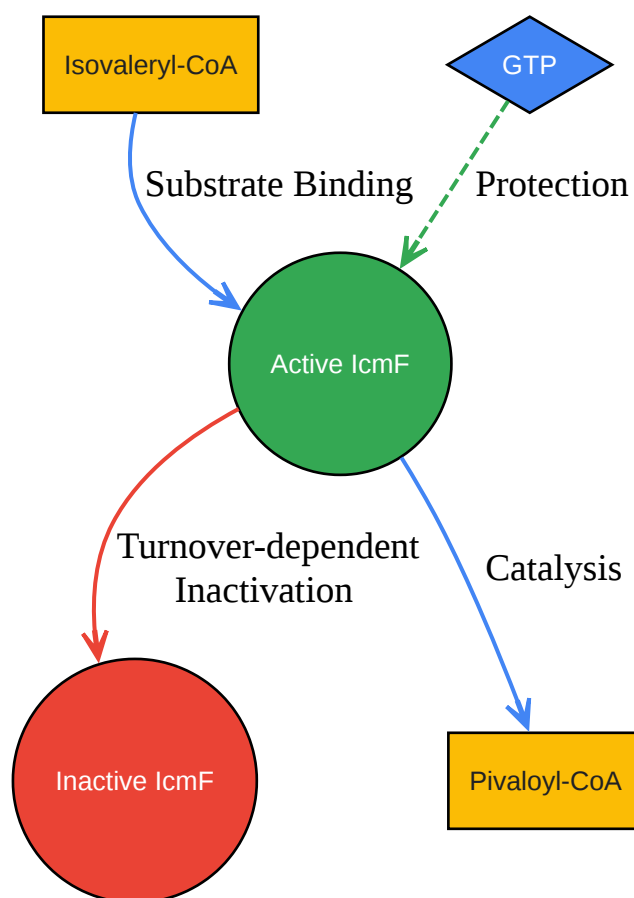 Isovaleryl-CoA
GTP
Substrate Binding
Protection
Active IcmF
Turnover-dependent
Inactivation
Catalysis
Inactive IcmF
Pivaloyl-CoA